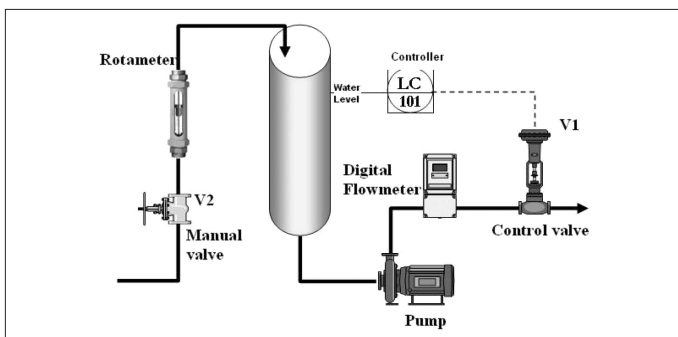 Rotameter
Controller
Water
Level
LC
101
V1
Digital
Flowmeter
V2
Manual
valve
Control valve
Pump